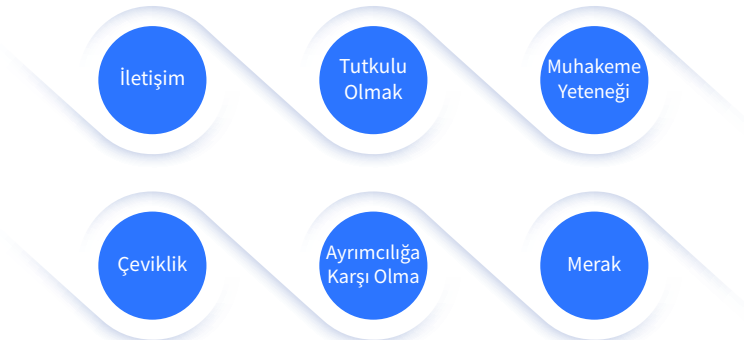 İletişim
Tutkulu
Olmak
Muhakeme
Yeteneği
Çeviklik
Ayrımcılığa
Karşı Olma
Merak